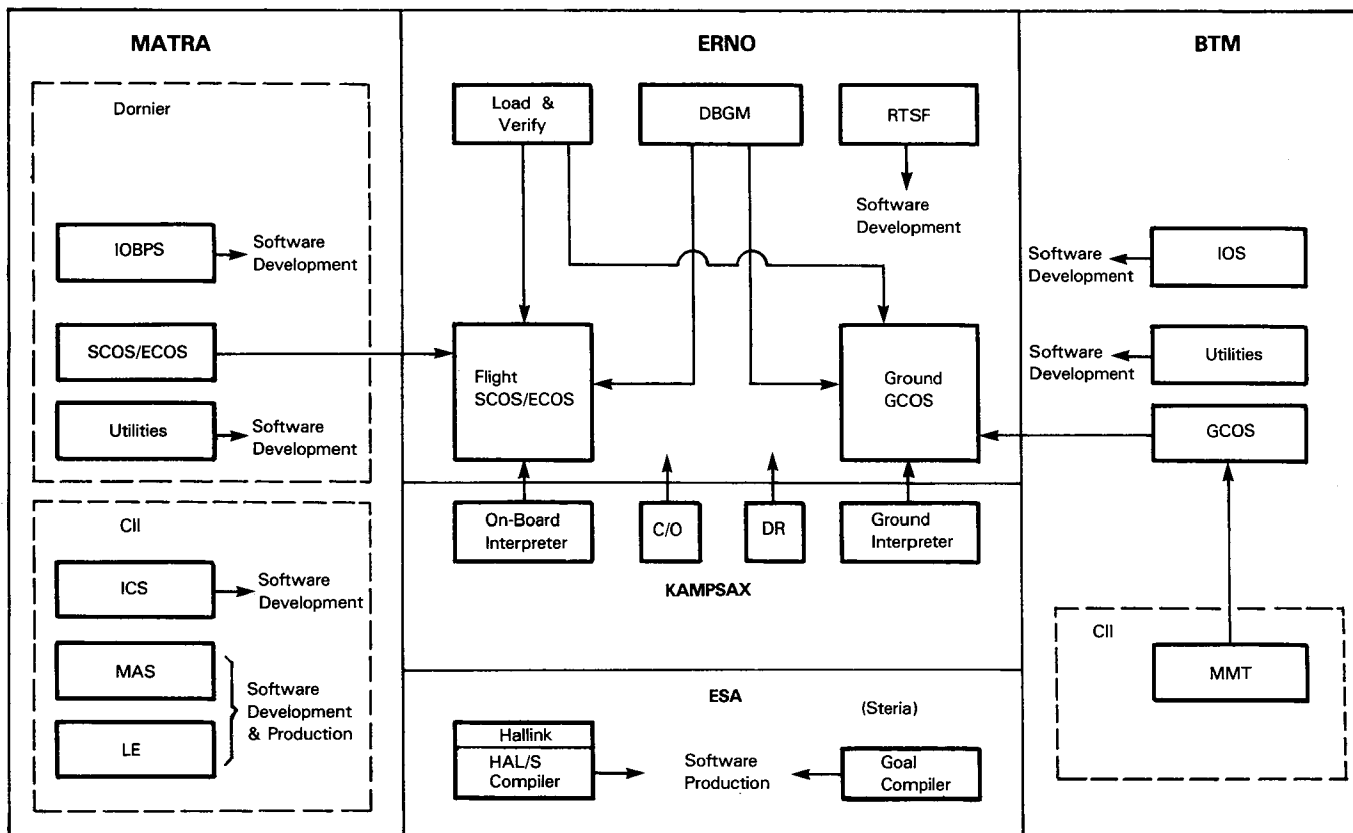 MATRA
Dornier
IOBPS
Software
Development
SCOS/ECOS
Utilities
Software
Development
CII
ICS
Software
Development
MAS
LE
Software
Development
& Production
ERNO
Load &
Verify
DBGM
RTSF
Software
Development
Flight
SCOS/ECOS
Ground
GCOS
On-Board
Interpreter
C/O
DR
Ground
Interpreter
KAMPSAX
ESA
(Steria)
Hallink
HAL/S
Compiler
Software
Production
Goal
Compiler
BTM
Software
Development
IOS
Software
Development
Utilities
GCOS
CII
MMT